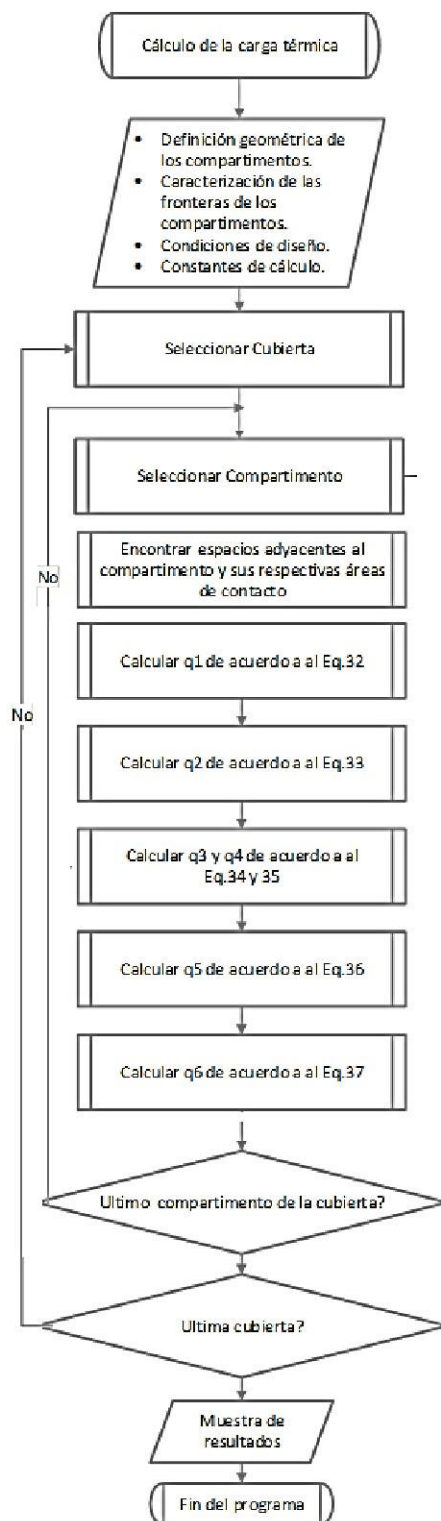 Cálculo de la carga térmica
• Definición geométrica de
los compartimentos.
• Caracterización de las
fronteras de los
compartimentos.
• Condiciones de diseño.
• Constantes de cálculo.
Seleccionar Cubierta
Seleccionar Compartimento
Encontrar espacios adyacentes al
compartimento y sus respectivas áreas
de contacto
No
Calcular q1 de acuerdo a al Eq.32
No
Calcular q2 de acuerdo a al Eq.33
Calcular q3 y q4 de acuerdo a al
Eq.34 y 35
Calcular q5 de acuerdo a al Eq.36
Calcular q6 de acuerdo a al Eq.37
Ultimo compartimento de la cubierta?
Ultima cubierta?
Muestra de
resultados
Fin del programa